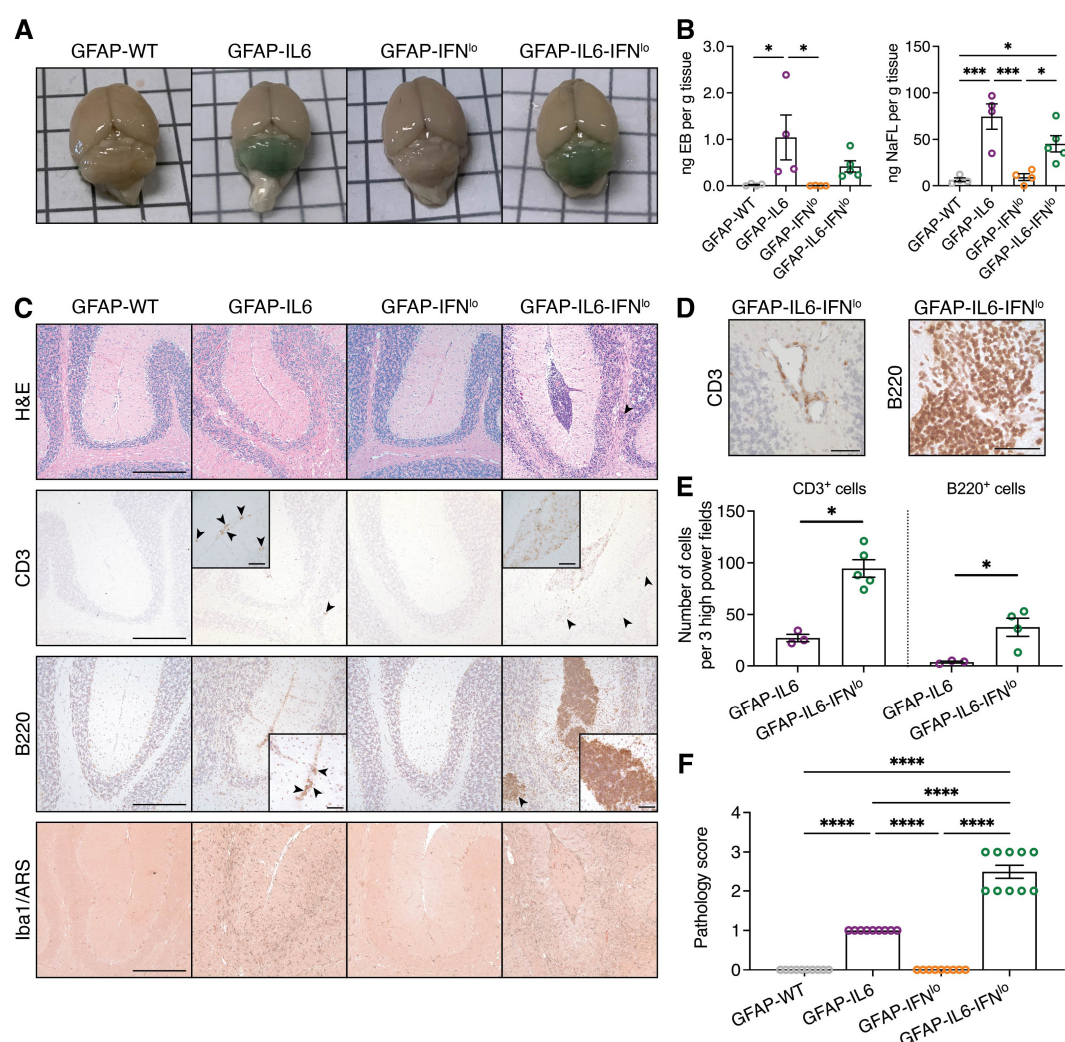 A
GFAP-WT GFAP-IL6 GFAP-IFNlo GFAP-IL6-IFNlo
B
ng EB per g tissue
3.0
2.0
1.0
0.0
* *
GFAP-WT
GFAP-IL6
GFAP-IFNlo
GFAP-IL6-IFNlo
ng NaFL per g tissue
150
100
50
0
*
*** *** *
GFAP-WT
GFAP-IL6
GFAP-IFNlo
GFAP-IL6-IFNlo
C
GFAP-WT GFAP-IL6 GFAP-IFNlo GFAP-IL6-IFNlo
H&E
CD3
B220
Iba1/ARS
D
GFAP-IL6-IFNlo GFAP-IL6-IFNlo
CD3
B220
E
CD3+ cells B220+ cells
Number of cells
per 3 high power fields
150
100
50
0
* *
GFAP-IL6
GFAP-IL6-IFNlo
GFAP-IL6
GFAP-IL6-IFNlo
F
****
****
**** **** ****
Pathology score
4
3
2
1
0
GFAP-WT
GFAP-IL6
GFAP-IFNlo
GFAP-IL6-IFNlo